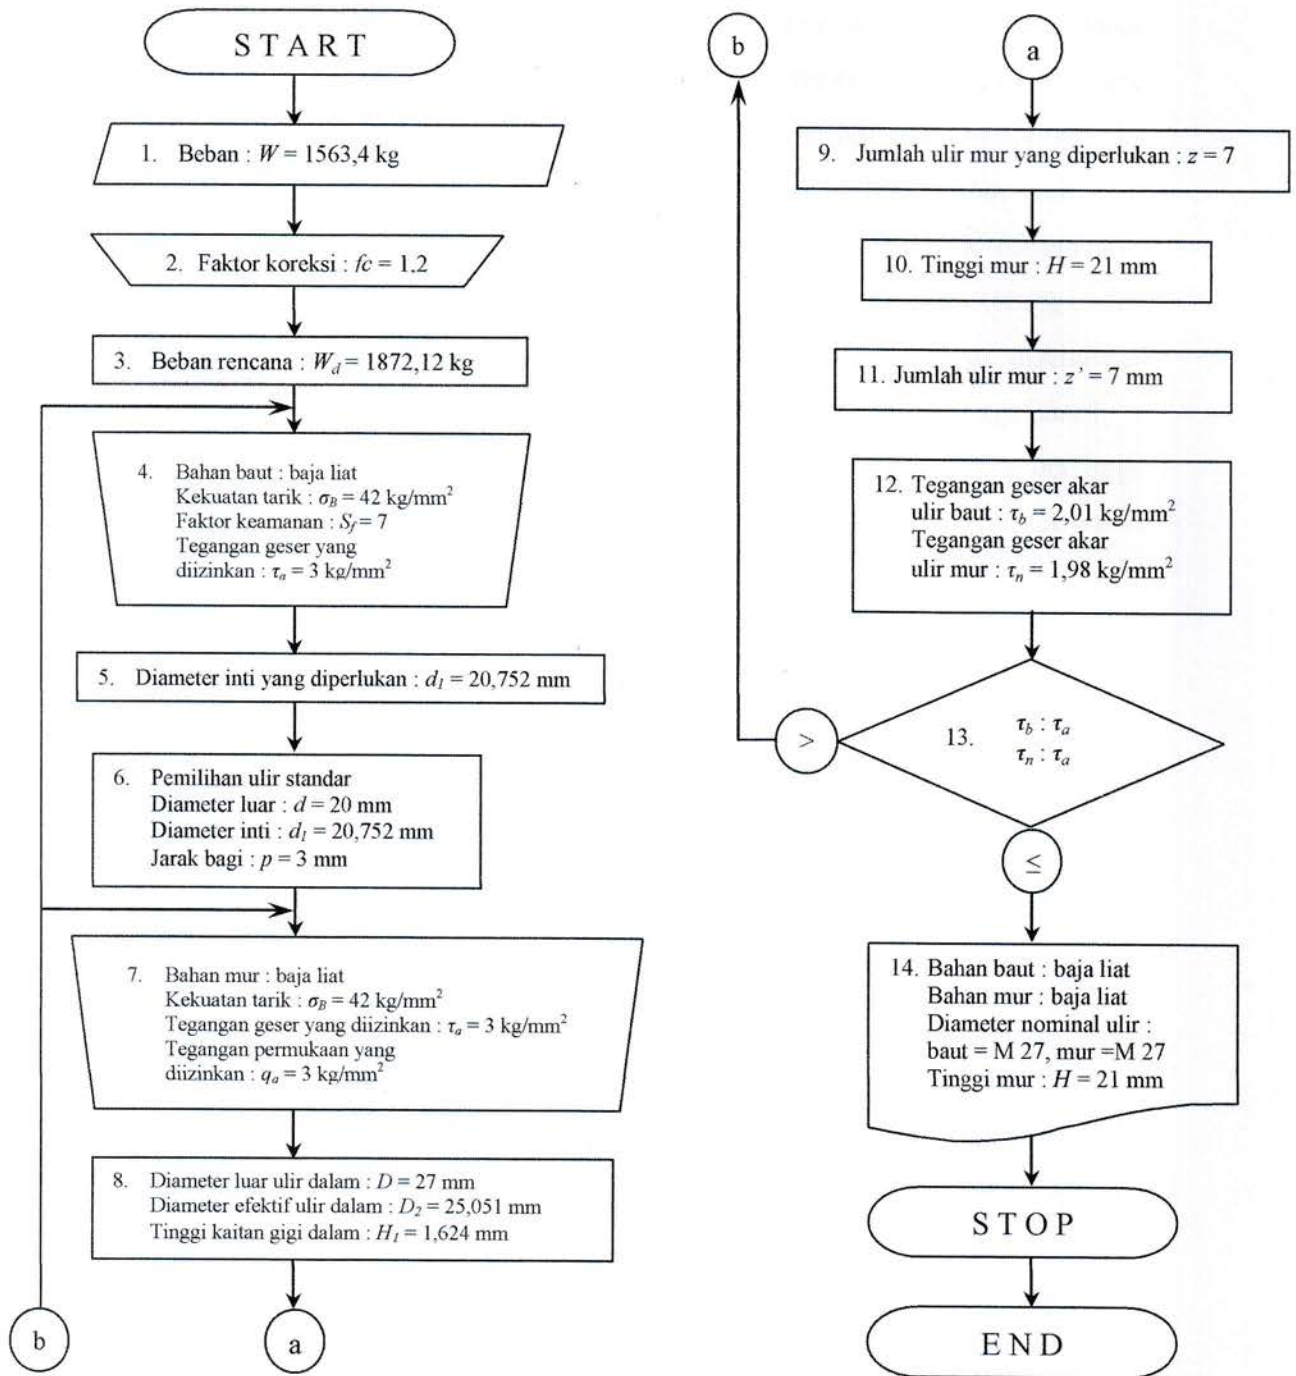 START
1. Beban : W = 1563,4 kg
2. Faktor koreksi : fc = 1,2
3. Beban rencana : W_d = 1872,12 kg
4. Bahan baut : baja liat
Kekuatan tarik : σ_B = 42 kg/mm²
Faktor keamanan : S_f = 7
Tegangan geser yang
diizinkan : τ_a = 3 kg/mm²
5. Diameter inti yang diperlukan : d_1 = 20,752 mm
6. Pemilihan ulir standar
Diameter luar : d = 20 mm
Diameter inti : d_1 = 20,752 mm
Jarak bagi : p = 3 mm
7. Bahan mur : baja liat
Kekuatan tarik : σ_B = 42 kg/mm²
Tegangan geser yang diizinkan : τ_a = 3 kg/mm²
Tegangan permukaan yang
diizinkan : q_a = 3 kg/mm²
8. Diameter luar ulir dalam : D = 27 mm
Diameter efektif ulir dalam : D_2 = 25,051 mm
Tinggi kaitan gigi dalam : H_1 = 1,624 mm
b
a
b
a
9. Jumlah ulir mur yang diperlukan : z = 7
10. Tinggi mur : H = 21 mm
11. Jumlah ulir mur : z’ = 7 mm
12. Tegangan geser akar
ulir baut : τ_b = 2,01 kg/mm²
Tegangan geser akar
ulir mur : τ_n = 1,98 kg/mm²
>
13. τ_b : τ_a
τ_n : τ_a
≤
14. Bahan baut : baja liat
Bahan mur : baja liat
Diameter nominal ulir :
baut = M 27, mur =M 27
Tinggi mur : H = 21 mm
STOP
END